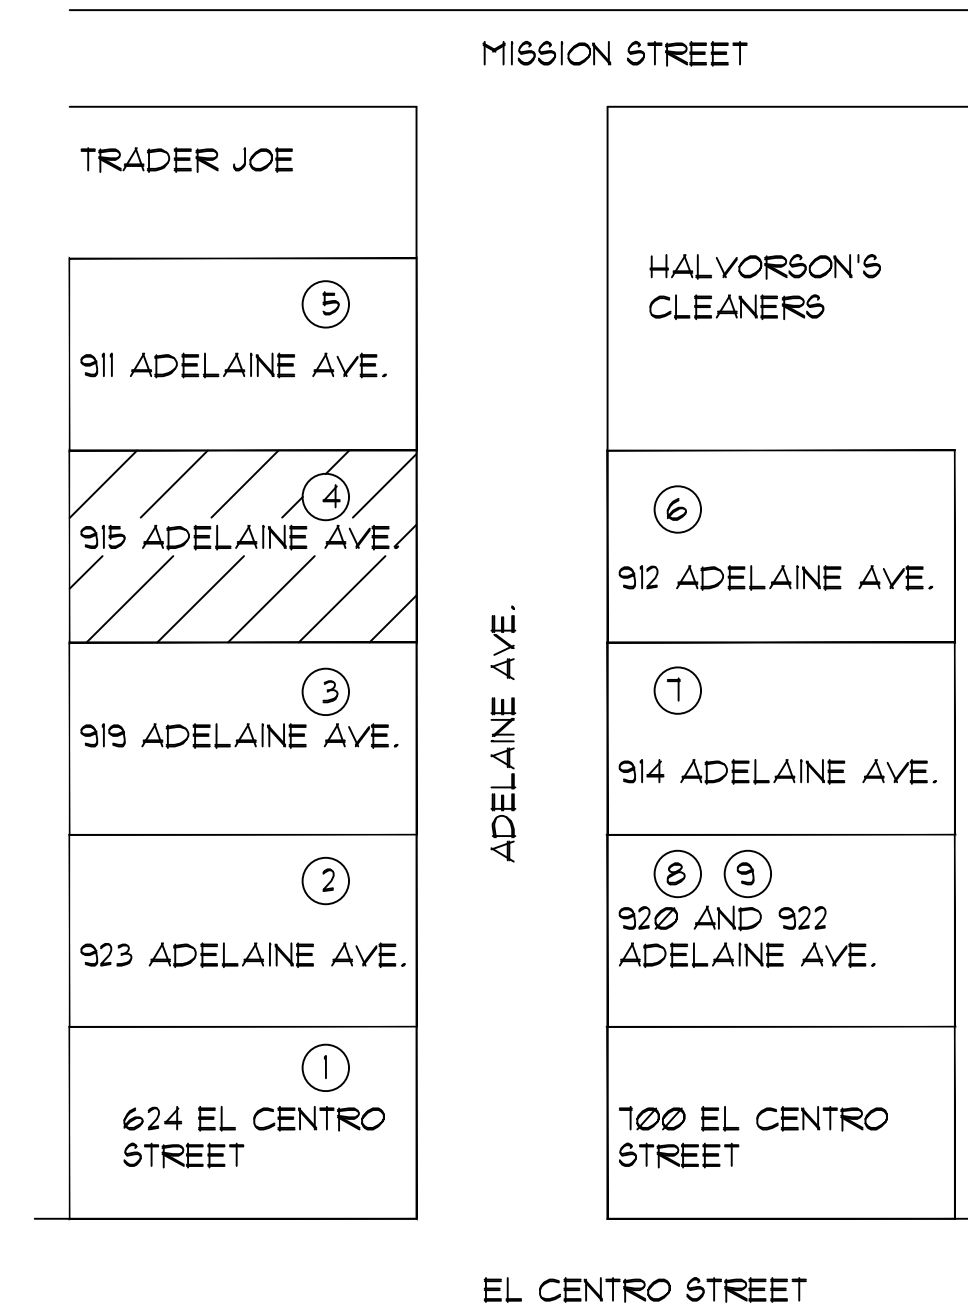 MISSION STREET
TRADER JOE
HALVORSON'S
CLEANERS
5
911 ADELAINE AVE.
4
915 ADELAINE AVE.
6
912 ADELAINE AVE.
ADELAINE AVE.
3
919 ADELAINE AVE.
7
914 ADELAINE AVE.
2
923 ADELAINE AVE.
8 9
920 AND 922
ADELAINE AVE.
1
624 EL CENTRO
STREET
700 EL CENTRO
STREET
EL CENTRO STREET